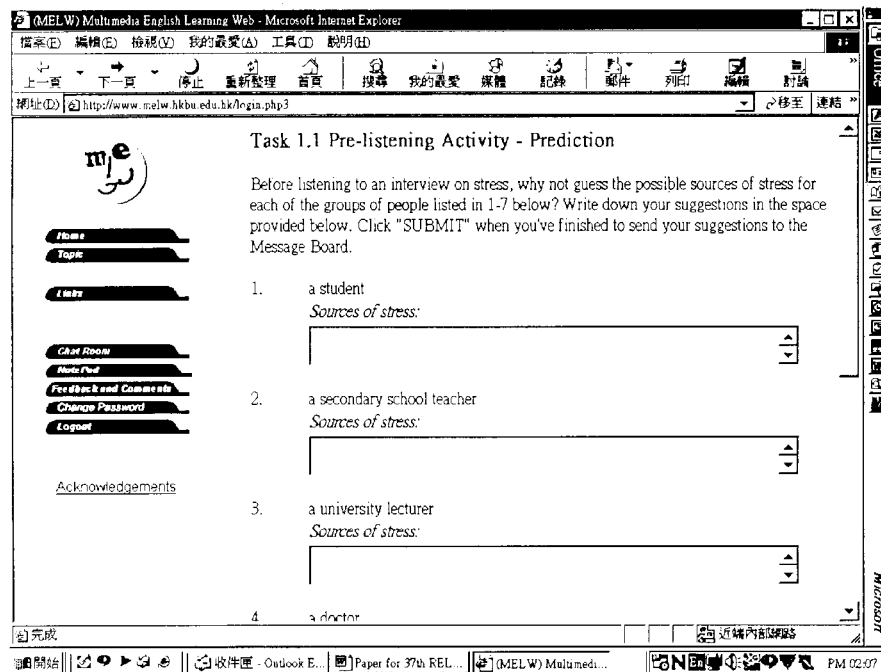 (MELW) Multimedia English Learning Web - Microsoft Internet Explorer
檔案(E) 編輯(E) 檢視(V) 我的最愛(A) 工具(T) 說明(H)
上一頁 下一頁 停止 重新整理 首頁 搜尋 我的最愛 媒體 記錄 郵件 列印 編輯 討論
網址(D) http://www.melw.hkbu.edu.hk/login.php3 移至 連結
me
Home
Topic
Links
Chat Room
Note Pad
Feedback and Comments
Change Password
Logout
Acknowledgements
Task 1.1 Pre-listening Activity - Prediction
Before listening to an interview on stress, why not guess the possible sources of stress for
each of the groups of people listed in 1-7 below? Write down your suggestions in the space
provided below. Click "SUBMIT" when you've finished to send your suggestions to the
Message Board.
1. a student
Sources of stress:
2. a secondary school teacher
Sources of stress:
3. a university lecturer
Sources of stress:
4. a doctor
完成 近端內部網路
開始 收件匣 - Outlook E... Paper for 37th REL... (MELW) Multimedi... N En PM 02:07
Office
Microsoft